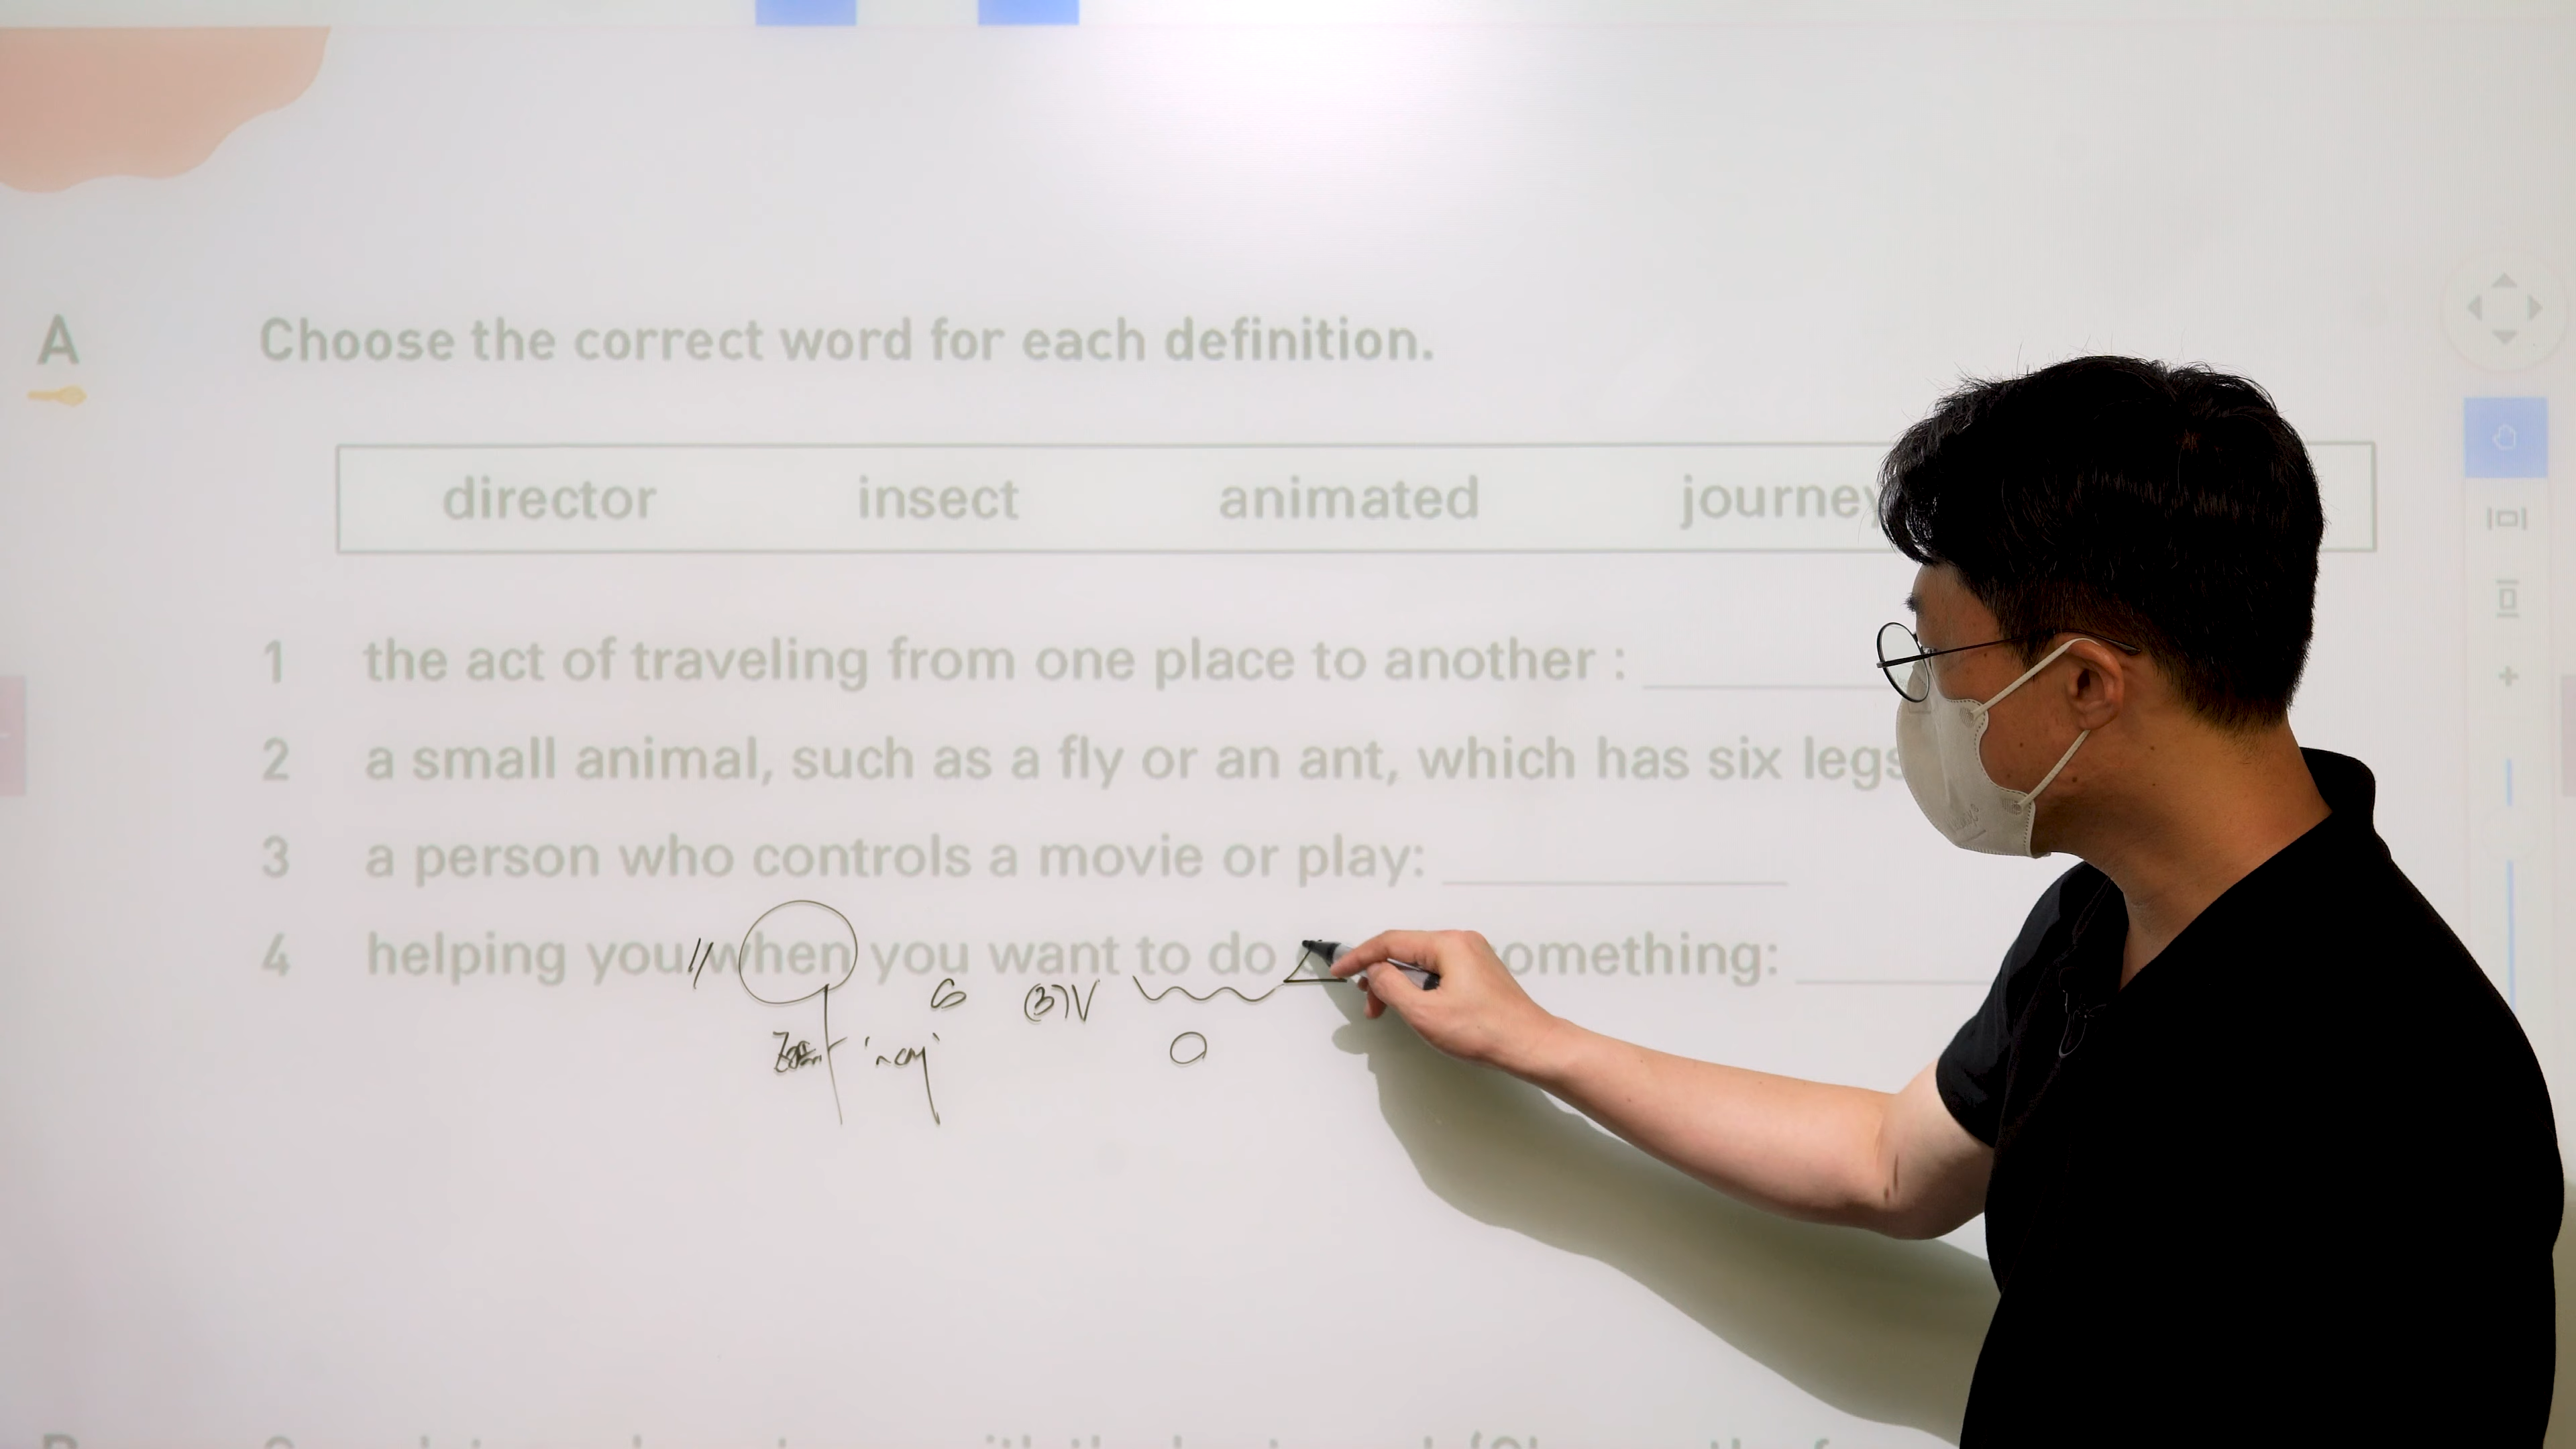 A Choose the correct word for each definition.
director insect animated journey
1 the act of traveling from one place to another :
2 a small animal, such as a fly or an ant, which has six legs
3 a person who controls a movie or play:
4 helping you // when you want to do something:
S (3) V
O